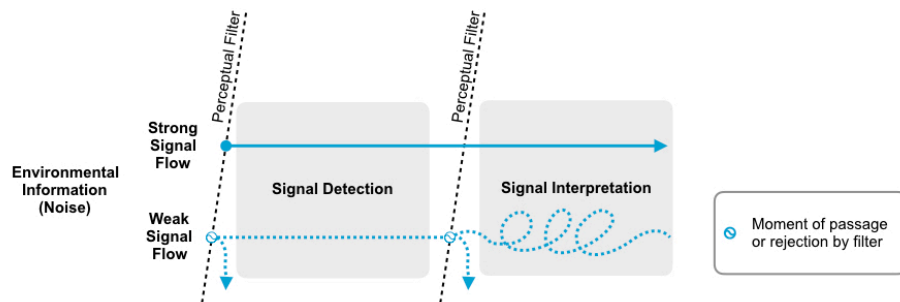 Perceptual Filter
Perceptual Filter
Strong
Signal
Flow
Environmental
Information
(Noise)
Signal Detection
Signal Interpretation
Weak
Signal
Flow
Moment of passage
or rejection by filter